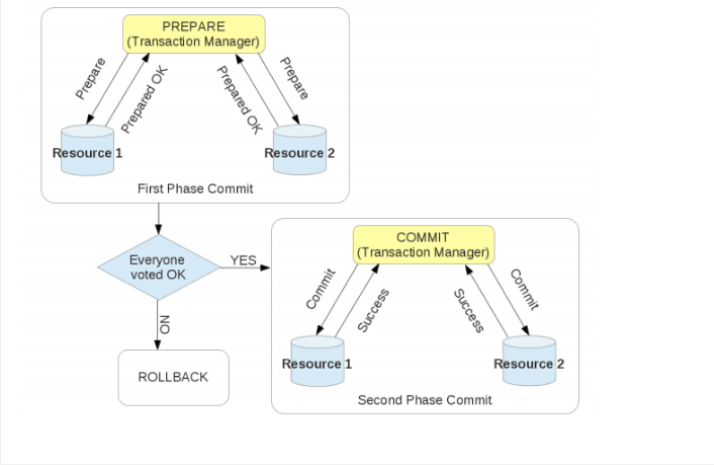 PREPARE
(Transaction Manager)
Prepare
Prepared OK
Prepared OK
Prepare
Resource 1
Resource 2
First Phase Commit
Everyone
voted OK
YES
NO
ROLLBACK
COMMIT
(Transaction Manager)
Commit
Success
Success
Commit
Resource 1
Resource 2
Second Phase Commit